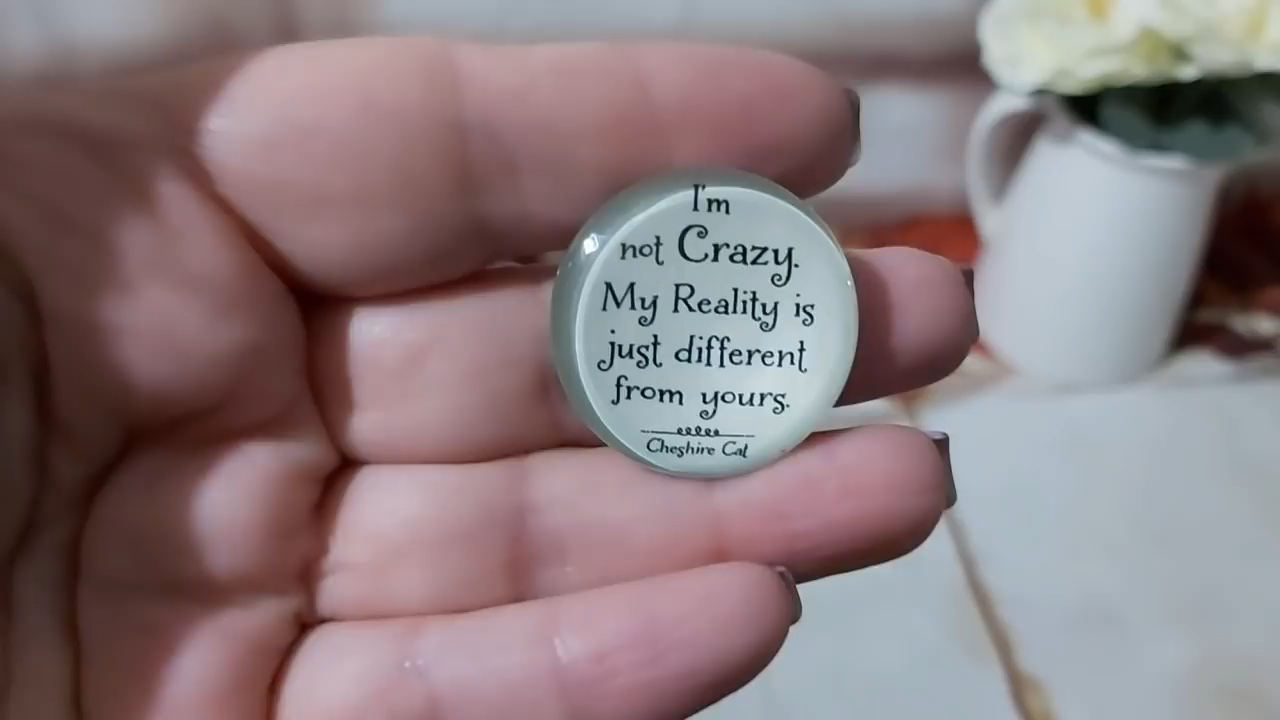 I'm
not Crazy.
My Reality is
just different
from yours.
Cheshire Cat